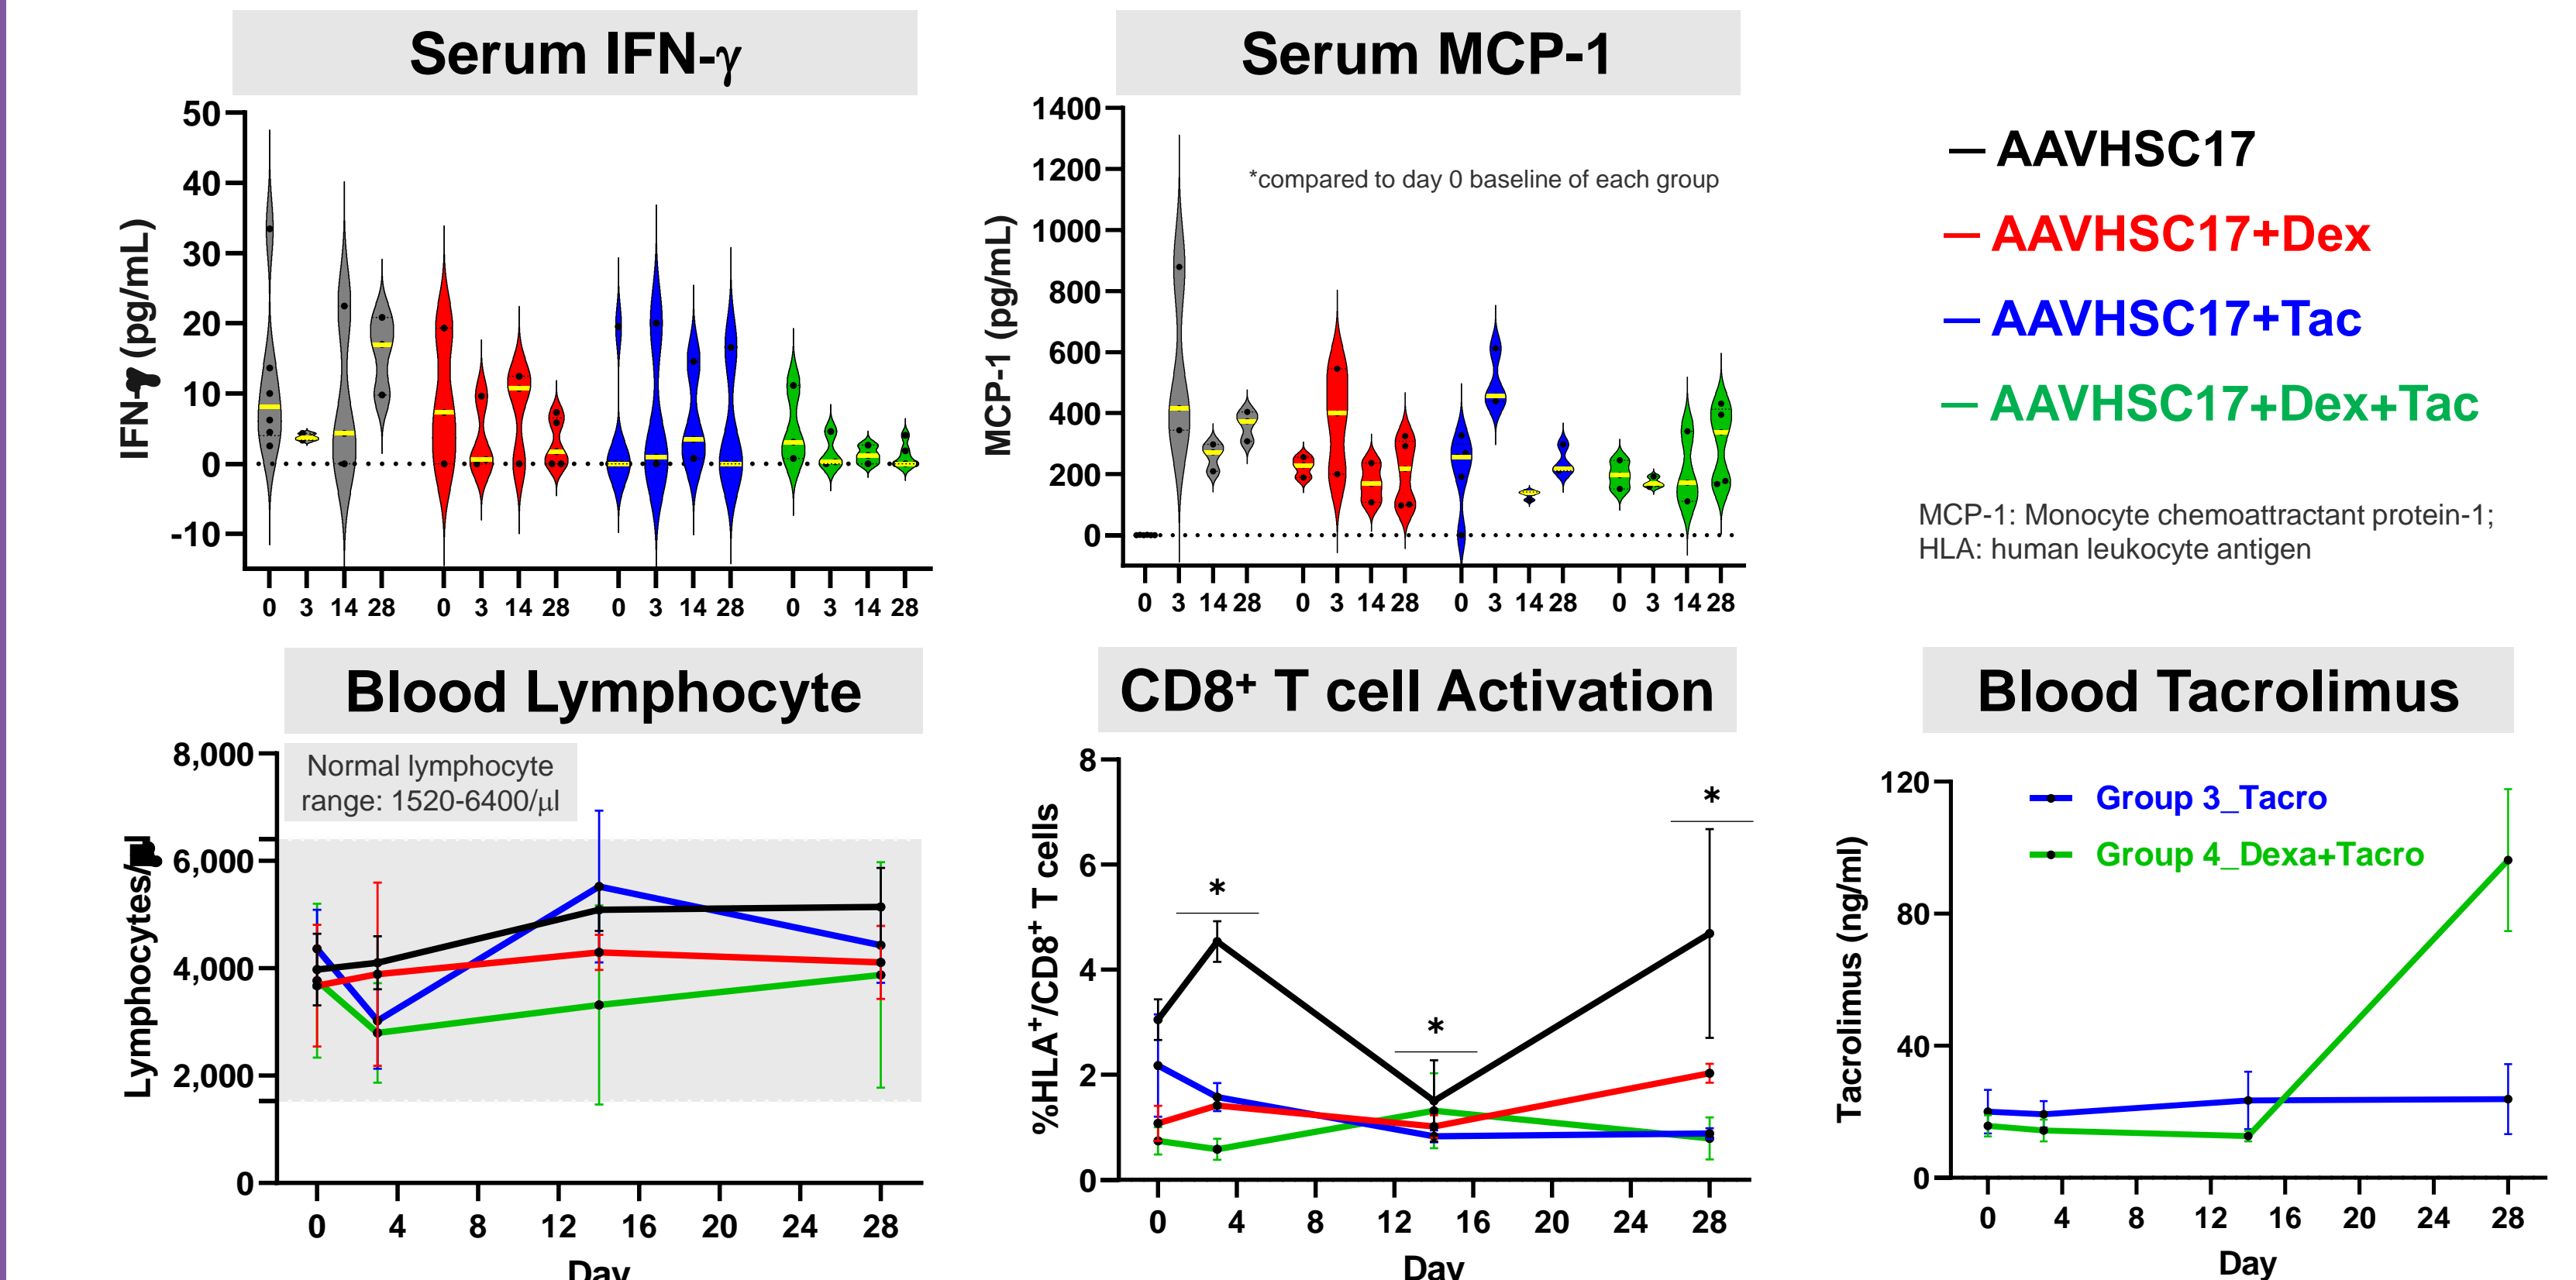 Serum IFN-γ
Serum MCP-1
50
40
30
20
10
0
-10
IFN-γ (pg/mL)
0 3 14 28 0 3 14 28 0 3 14 28 0 3 14 28
1400
1200
1000
800
600
400
200
0
MCP-1 (pg/mL)
*compared to day 0 baseline of each group
0 3 14 28 0 3 14 28 0 3 14 28 0 3 14 28
AAVHSC17
AAVHSC17+Dex
AAVHSC17+Tac
AAVHSC17+Dex+Tac
MCP-1: Monocyte chemoattractant protein-1;
HLA: human leukocyte antigen
Blood Lymphocyte
CD8+ T cell Activation
Blood Tacrolimus
8,000
6,000
4,000
2,000
0
Lymphocytes/μl
Normal lymphocyte
range: 1520-6400/μl
0 4 8 12 16 20 24 28
Day
8
6
4
2
0
%HLA+/CD8+ T cells
*
*
*
0 4 8 12 16 20 24 28
Day
120
80
40
0
Tacrolimus (ng/ml)
Group 3_Tacro
Group 4_Dexa+Tacro
0 4 8 12 16 20 24 28
Day